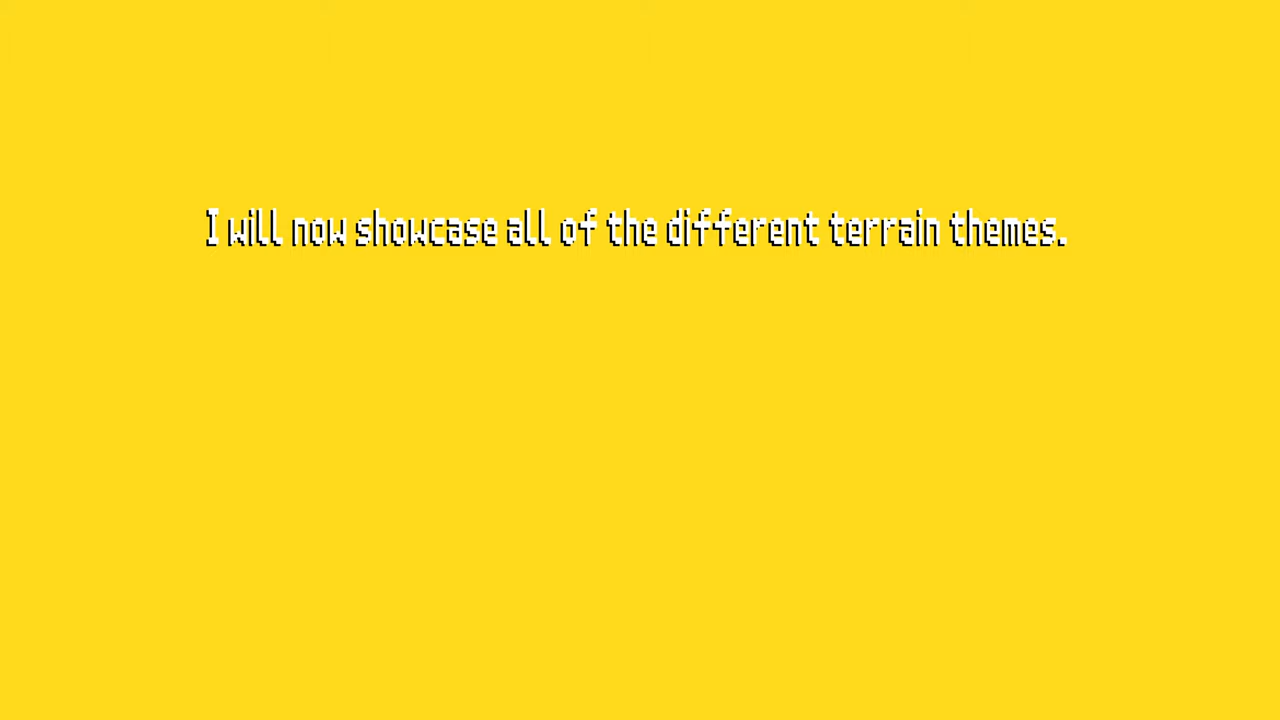 I will now showcase all of the different terrain themes.